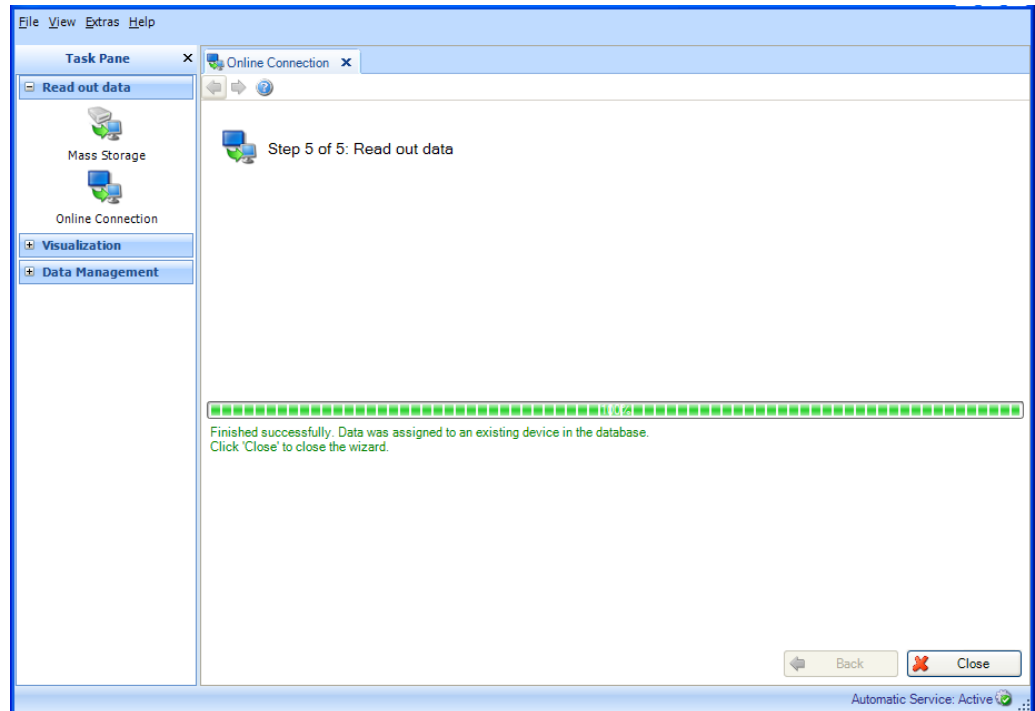 File View Extras Help
Task Pane
Online Connection
Read out data
Mass Storage
Online Connection
Visualization
Data Management
Step 5 of 5: Read out data
100%
Finished successfully. Data was assigned to an existing device in the database.
Click 'Close' to close the wizard.
Back Close
Automatic Service: Active